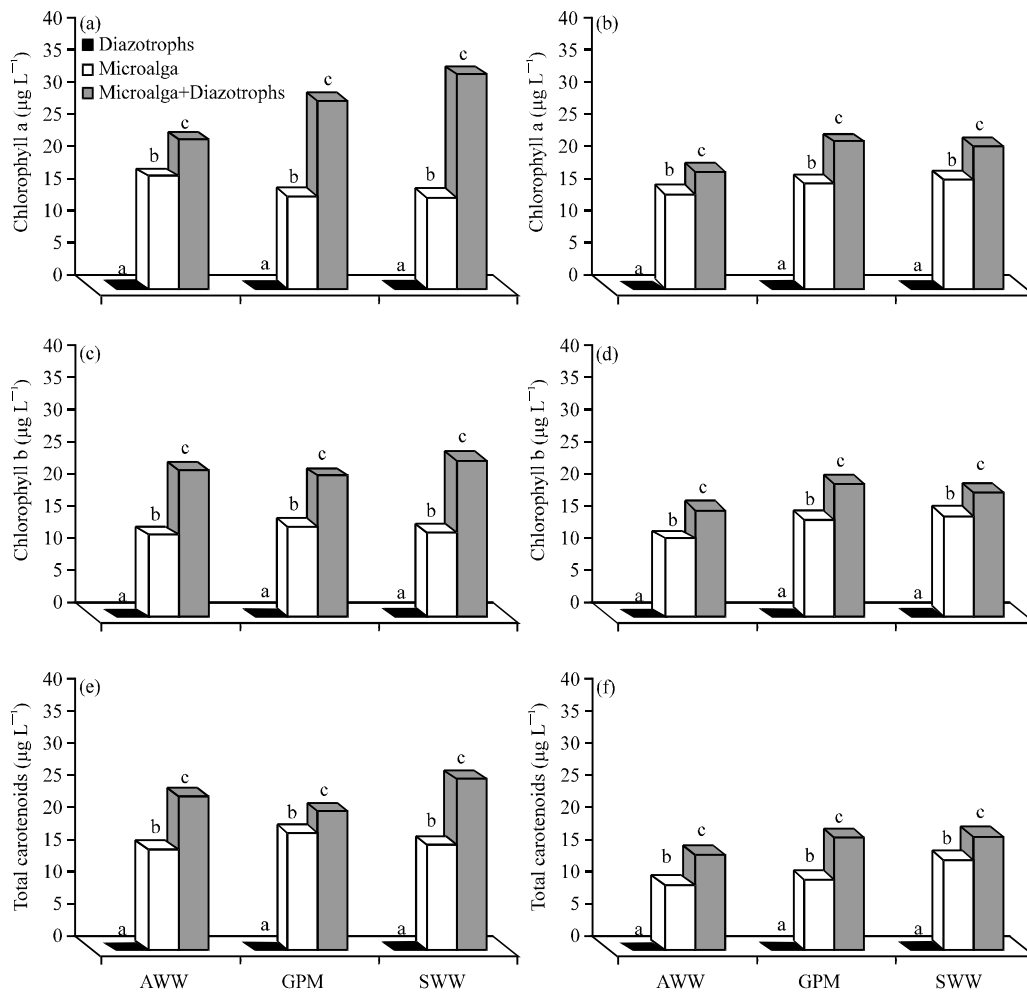 (a)
Diazotrophs
Microalga
Microalga+Diazotrophs
Chlorophyll a (µg L⁻¹)
40
35
30
25
20
15
10
5
0
a
b
c
a
b
c
a
b
c
(b)
Chlorophyll a (µg L⁻¹)
40
35
30
25
20
15
10
5
0
a
b
c
a
b
c
a
b
c
(c)
Chlorophyll b (µg L⁻¹)
40
35
30
25
20
15
10
5
0
a
b
c
a
b
c
a
b
c
(d)
Chlorophyll b (µg L⁻¹)
40
35
30
25
20
15
10
5
0
a
b
c
a
b
c
a
b
c
(e)
Total carotenoids (µg L⁻¹)
40
35
30
25
20
15
10
5
0
a
b
c
a
b
c
a
b
c
AWW GPM SWW
(f)
Total carotenoids (µg L⁻¹)
40
35
30
25
20
15
10
5
0
a
b
c
a
b
c
a
b
c
AWW GPM SWW